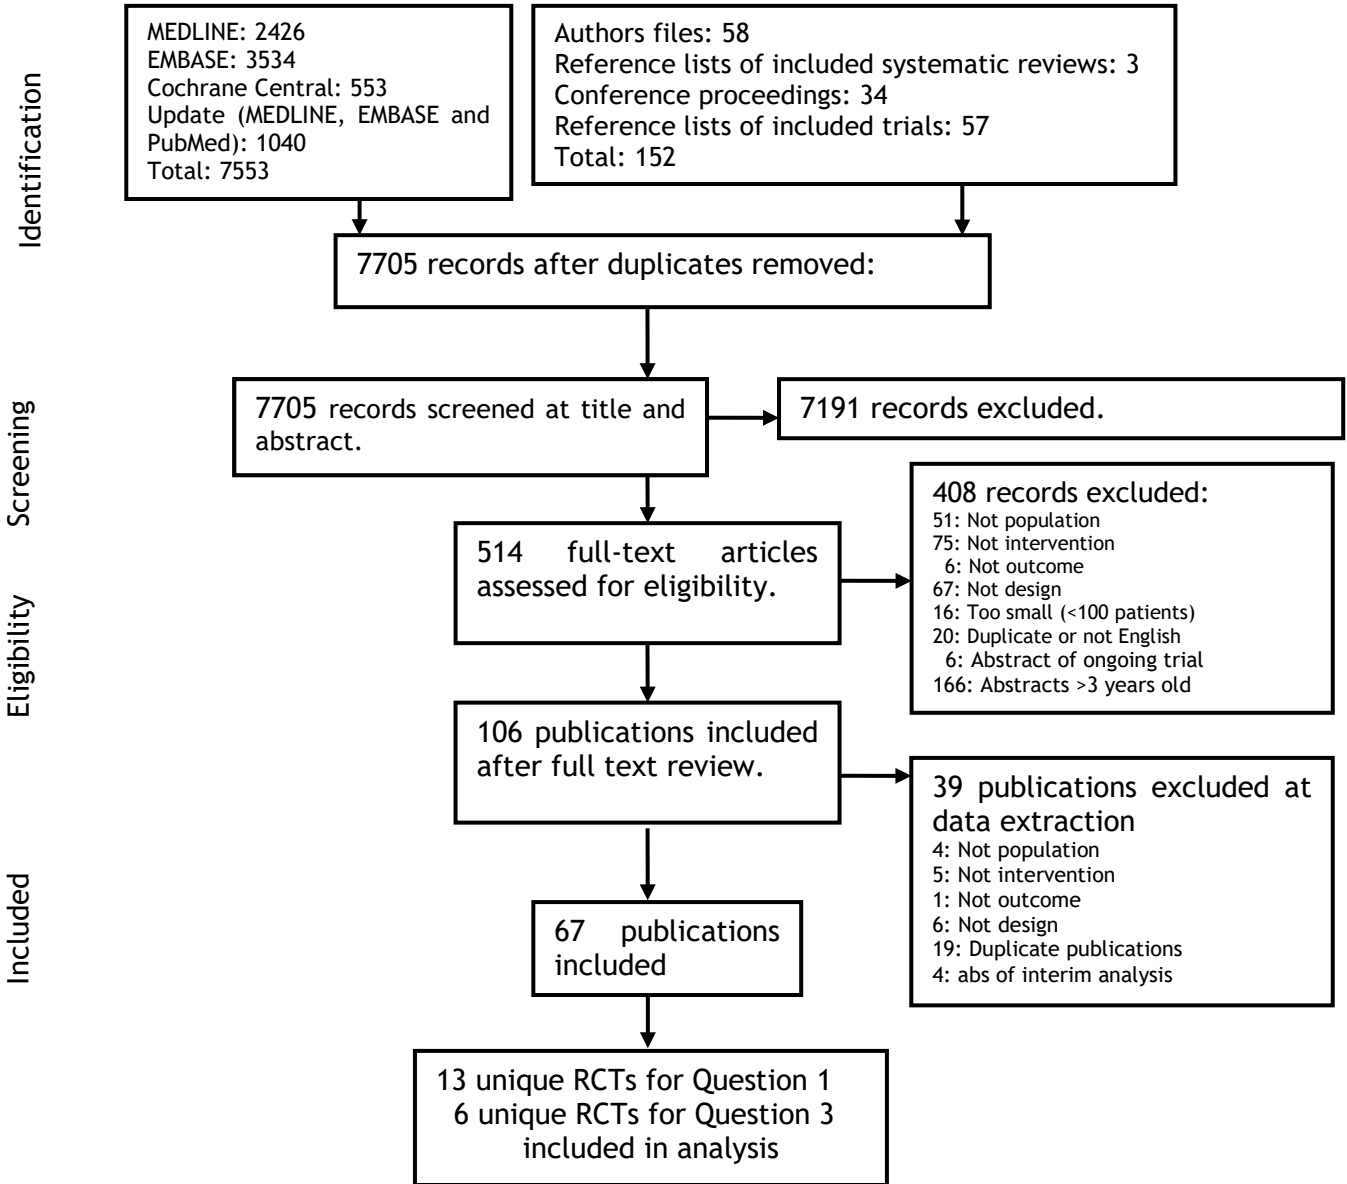 Identification
MEDLINE: 2426
EMBASE: 3534
Cochrane Central: 553
Update (MEDLINE, EMBASE and
PubMed): 1040
Total: 7553
Authors files: 58
Reference lists of included systematic reviews: 3
Conference proceedings: 34
Reference lists of included trials: 57
Total: 152
7705 records after duplicates removed:
Screening
7705 records screened at title and
abstract.
7191 records excluded.
Eligibility
514 full-text articles
assessed for eligibility.
408 records excluded:
51: Not population
75: Not intervention
6: Not outcome
67: Not design
16: Too small (<100 patients)
20: Duplicate or not English
6: Abstract of ongoing trial
166: Abstracts >3 years old
106 publications included
after full text review.
39 publications excluded at
data extraction
4: Not population
5: Not intervention
1: Not outcome
6: Not design
19: Duplicate publications
4: abs of interim analysis
Included
67 publications
included
13 unique RCTs for Question 1
6 unique RCTs for Question 3
included in analysis